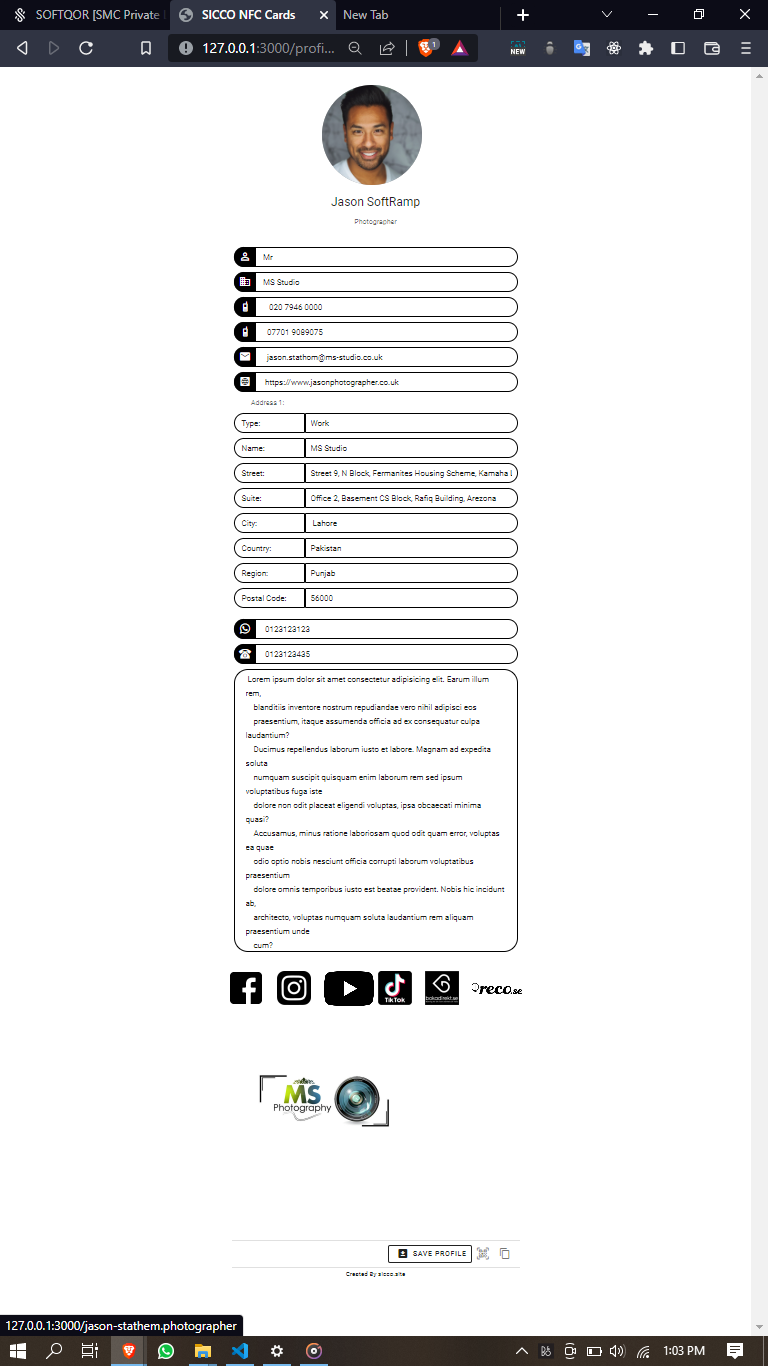 SOFTQOR [SMC Private
SICCO NFC Cards
New Tab
127.0.0.1:3000/profi...
1
NEW
Jason SoftRamp
Photographer
Mr
MS Studio
020 7946 0000
07701 9089075
jason.stathom@ms-studio.co.uk
https://www.jasonphotographer.co.uk
Address 1:
Type: Work
Name: MS Studio
Street: Street 9, N Block, Fermanites Housing Scheme, Kamaha L
Suite: Office 2, Basement CS Block, Rafiq Building, Arezona
City: Lahore
Country: Pakistan
Region: Punjab
Postal Code: 56000
0123123123
0123123435
Lorem ipsum dolor sit amet consectetur adipisicing elit. Earum illum
rem,
blanditiis inventore nostrum repudiandae vero nihil adipisci eos
praesentium, itaque assumenda officia ad ex consequatur culpa
laudantium?
Ducimus repellendus laborum iusto et labore. Magnam ad expedita
soluta
numquam suscipit quisquam enim laborum rem sed ipsum
voluptatibus fuga iste
dolore non odit placeat eligendi voluptas, ipsa obcaecati minima
quasi?
Accusamus, minus ratione laboriosam quod odit quam error, voluptas
ea quae
odio optio nobis nesciunt officia corrupti laborum voluptatibus
praesentium
dolore omnis temporibus iusto est beatae provident. Nobis hic incidunt
ab,
architecto, voluptas numquam soluta laudantium rem aliquam
praesentium unde
cum?
TikTok
bokadirekt.se
reco.se
MS
Photography
SAVE PROFILE
Created By sicco.site
127.0.0.1:3000/jason-stathem.photographer
1:03 PM